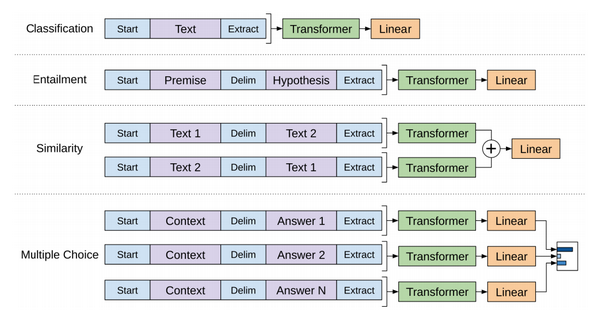 Classification Start Text Extract Transformer Linear
Entailment Start Premise Delim Hypothesis Extract Transformer Linear
Similarity Start Text 1 Delim Text 2 Extract Transformer
+ Linear
Start Text 2 Delim Text 1 Extract Transformer
Start Context Delim Answer 1 Extract Transformer Linear
Multiple Choice Start Context Delim Answer 2 Extract Transformer Linear
Start Context Delim Answer N Extract Transformer Linear